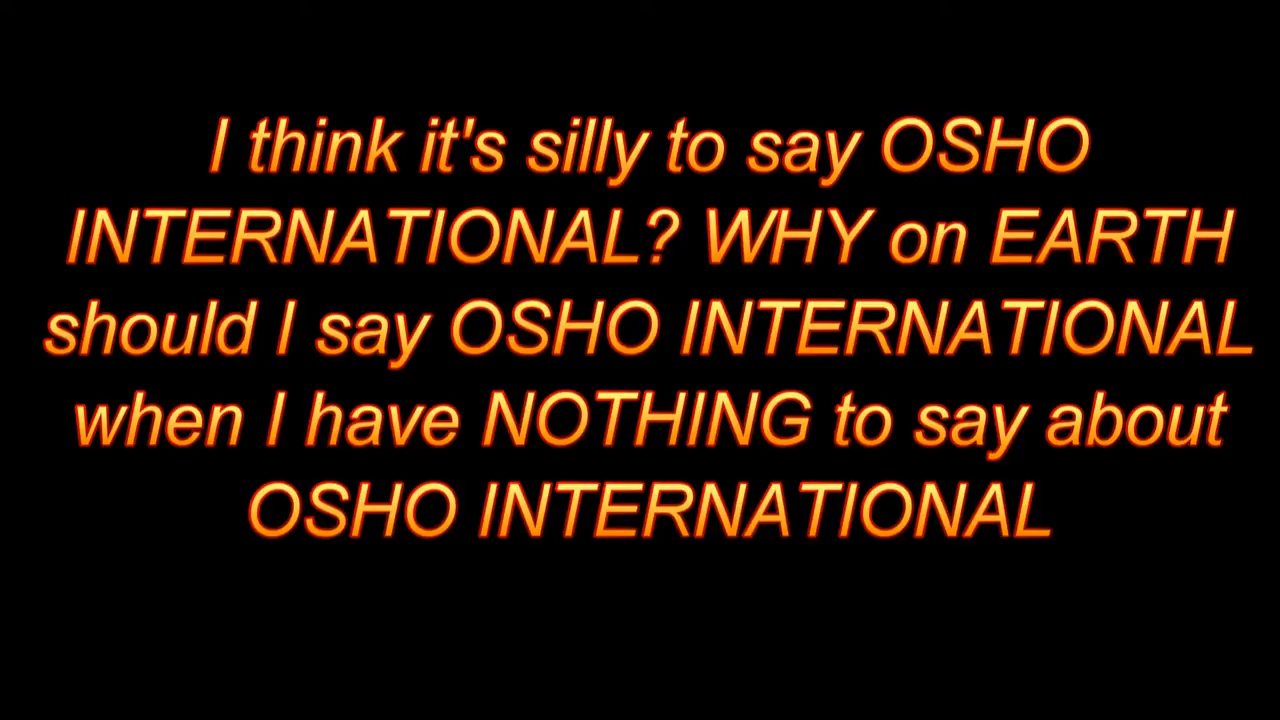 I think it's silly to say OSHO
INTERNATIONAL? WHY on EARTH
should I say OSHO INTERNATIONAL
when I have NOTHING to say about
OSHO INTERNATIONAL